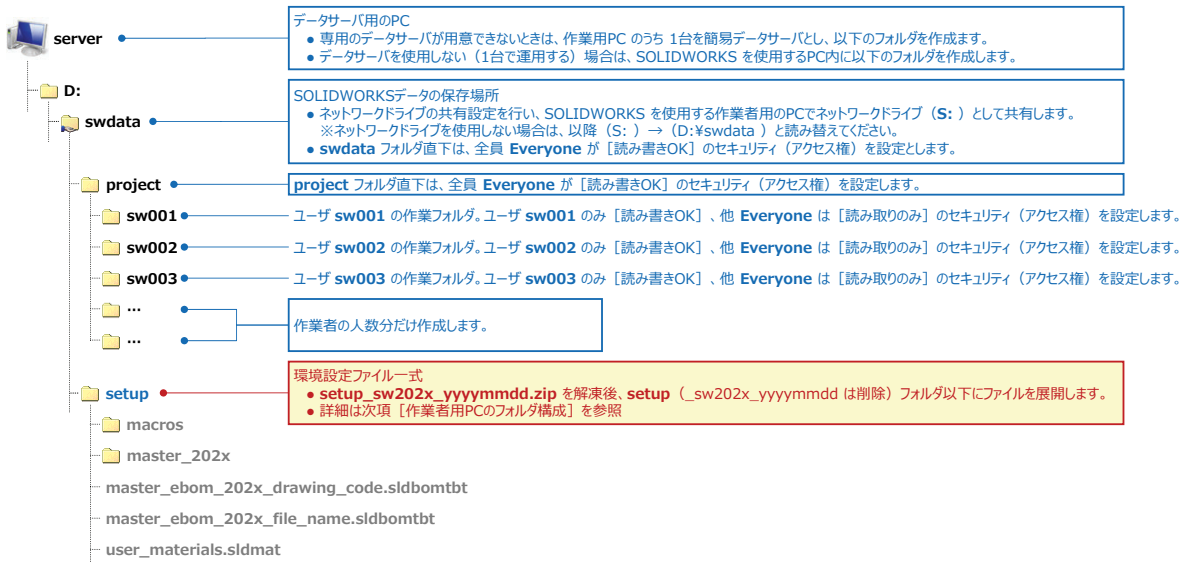 データサーバ用のPC
server
● 専用のデータサーバが用意できないときは、作業用PC のうち 1台を簡易データサーバとし、以下のフォルダを作成ます。
● データサーバを使用しない（1台で運用する）場合は、SOLIDWORKS を使用するPC内に以下のフォルダを作成します。
D:
SOLIDWORKSデータの保存場所
swdata
● ネットワークドライブの共有設定を行い、SOLIDWORKS を使用する作業者用のPCでネットワークドライブ（S: ）として共有します。
※ネットワークドライブを使用しない場合は、以降（S: ）→（D:¥swdata ）と読み替えてください。
● swdata フォルダ直下は、全員 Everyone が［読み書きOK］のセキュリティ（アクセス権）を設定とします。
project
project フォルダ直下は、全員 Everyone が［読み書きOK］のセキュリティ（アクセス権）を設定します。
sw001
ユーザ sw001 の作業フォルダ。ユーザ sw001 のみ［読み書きOK］、他 Everyone は［読み取りのみ］のセキュリティ（アクセス権）を設定します。
sw002
ユーザ sw002 の作業フォルダ。ユーザ sw002 のみ［読み書きOK］、他 Everyone は［読み取りのみ］のセキュリティ（アクセス権）を設定します。
sw003
ユーザ sw003 の作業フォルダ。ユーザ sw003 のみ［読み書きOK］、他 Everyone は［読み取りのみ］のセキュリティ（アクセス権）を設定します。
…
…
作業者の人数分だけ作成します。
環境設定ファイル一式
setup
● setup_sw202x_yyyymmdd.zip を解凍後、setup（_sw202x_yyyymmdd は削除）フォルダ以下にファイルを展開します。
● 詳細は次項［作業者用PCのフォルダ構成］を参照
macros
master_202x
master_ebom_202x_drawing_code.sldbomtbt
master_ebom_202x_file_name.sldbomtbt
user_materials.sldmat